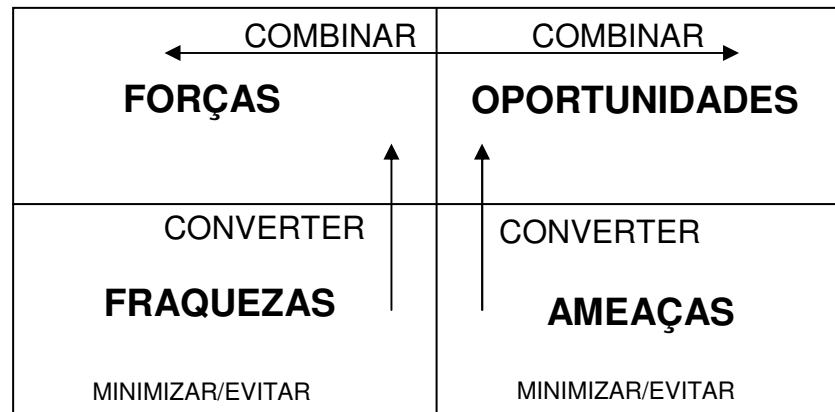 COMBINAR COMBINAR
FORÇAS OPORTUNIDADES
CONVERTER CONVERTER
FRAQUEZAS AMEAÇAS
MINIMIZAR/EVITAR MINIMIZAR/EVITAR